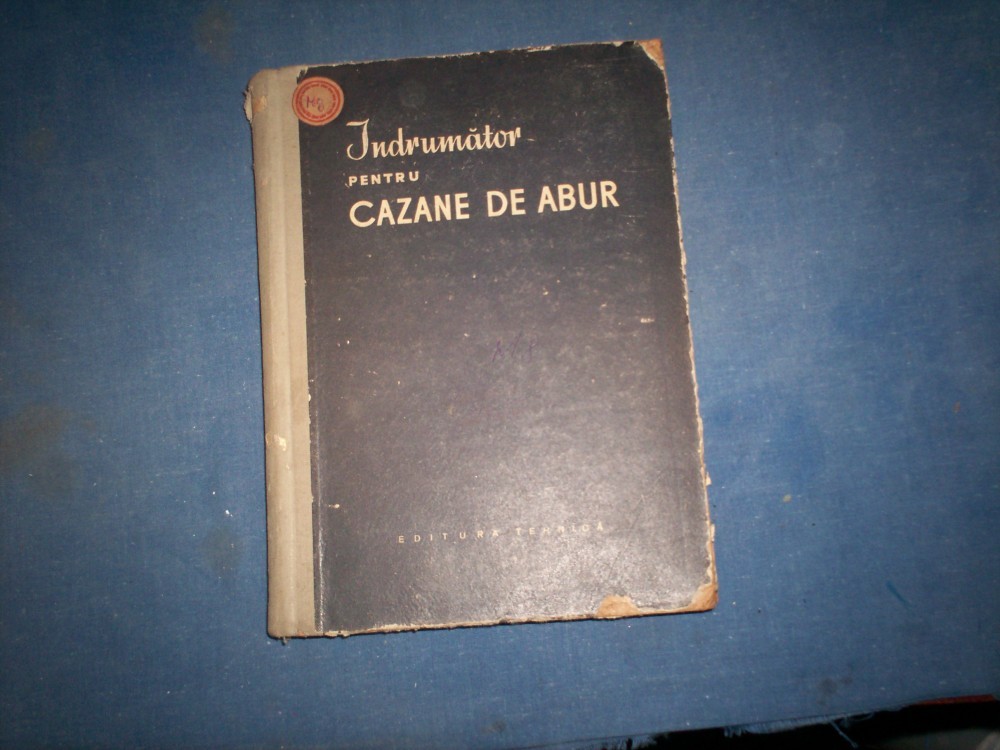 Îndrumător
PENTRU
CAZANE DE ABUR
EDITURA TEHNICĂ